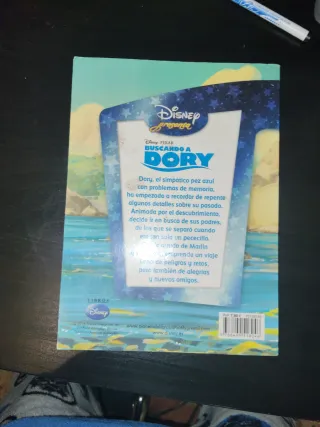 Disney
presenta
Disney · PIXAR
BUSCANDO A
DORY
Dory, el simpático pez azul
con problemas de memoria,
ha empezado a recordar de repente
algunos detalles sobre su pasado.
Animada por el descubrimiento,
decide ir en busca de sus padres,
de los que se separó cuando
era tan solo un pececillo.
de Marlin
un viaje
de peligros y retos,
pero también de alegrías
y nuevos amigos.
LIBROS
Disney